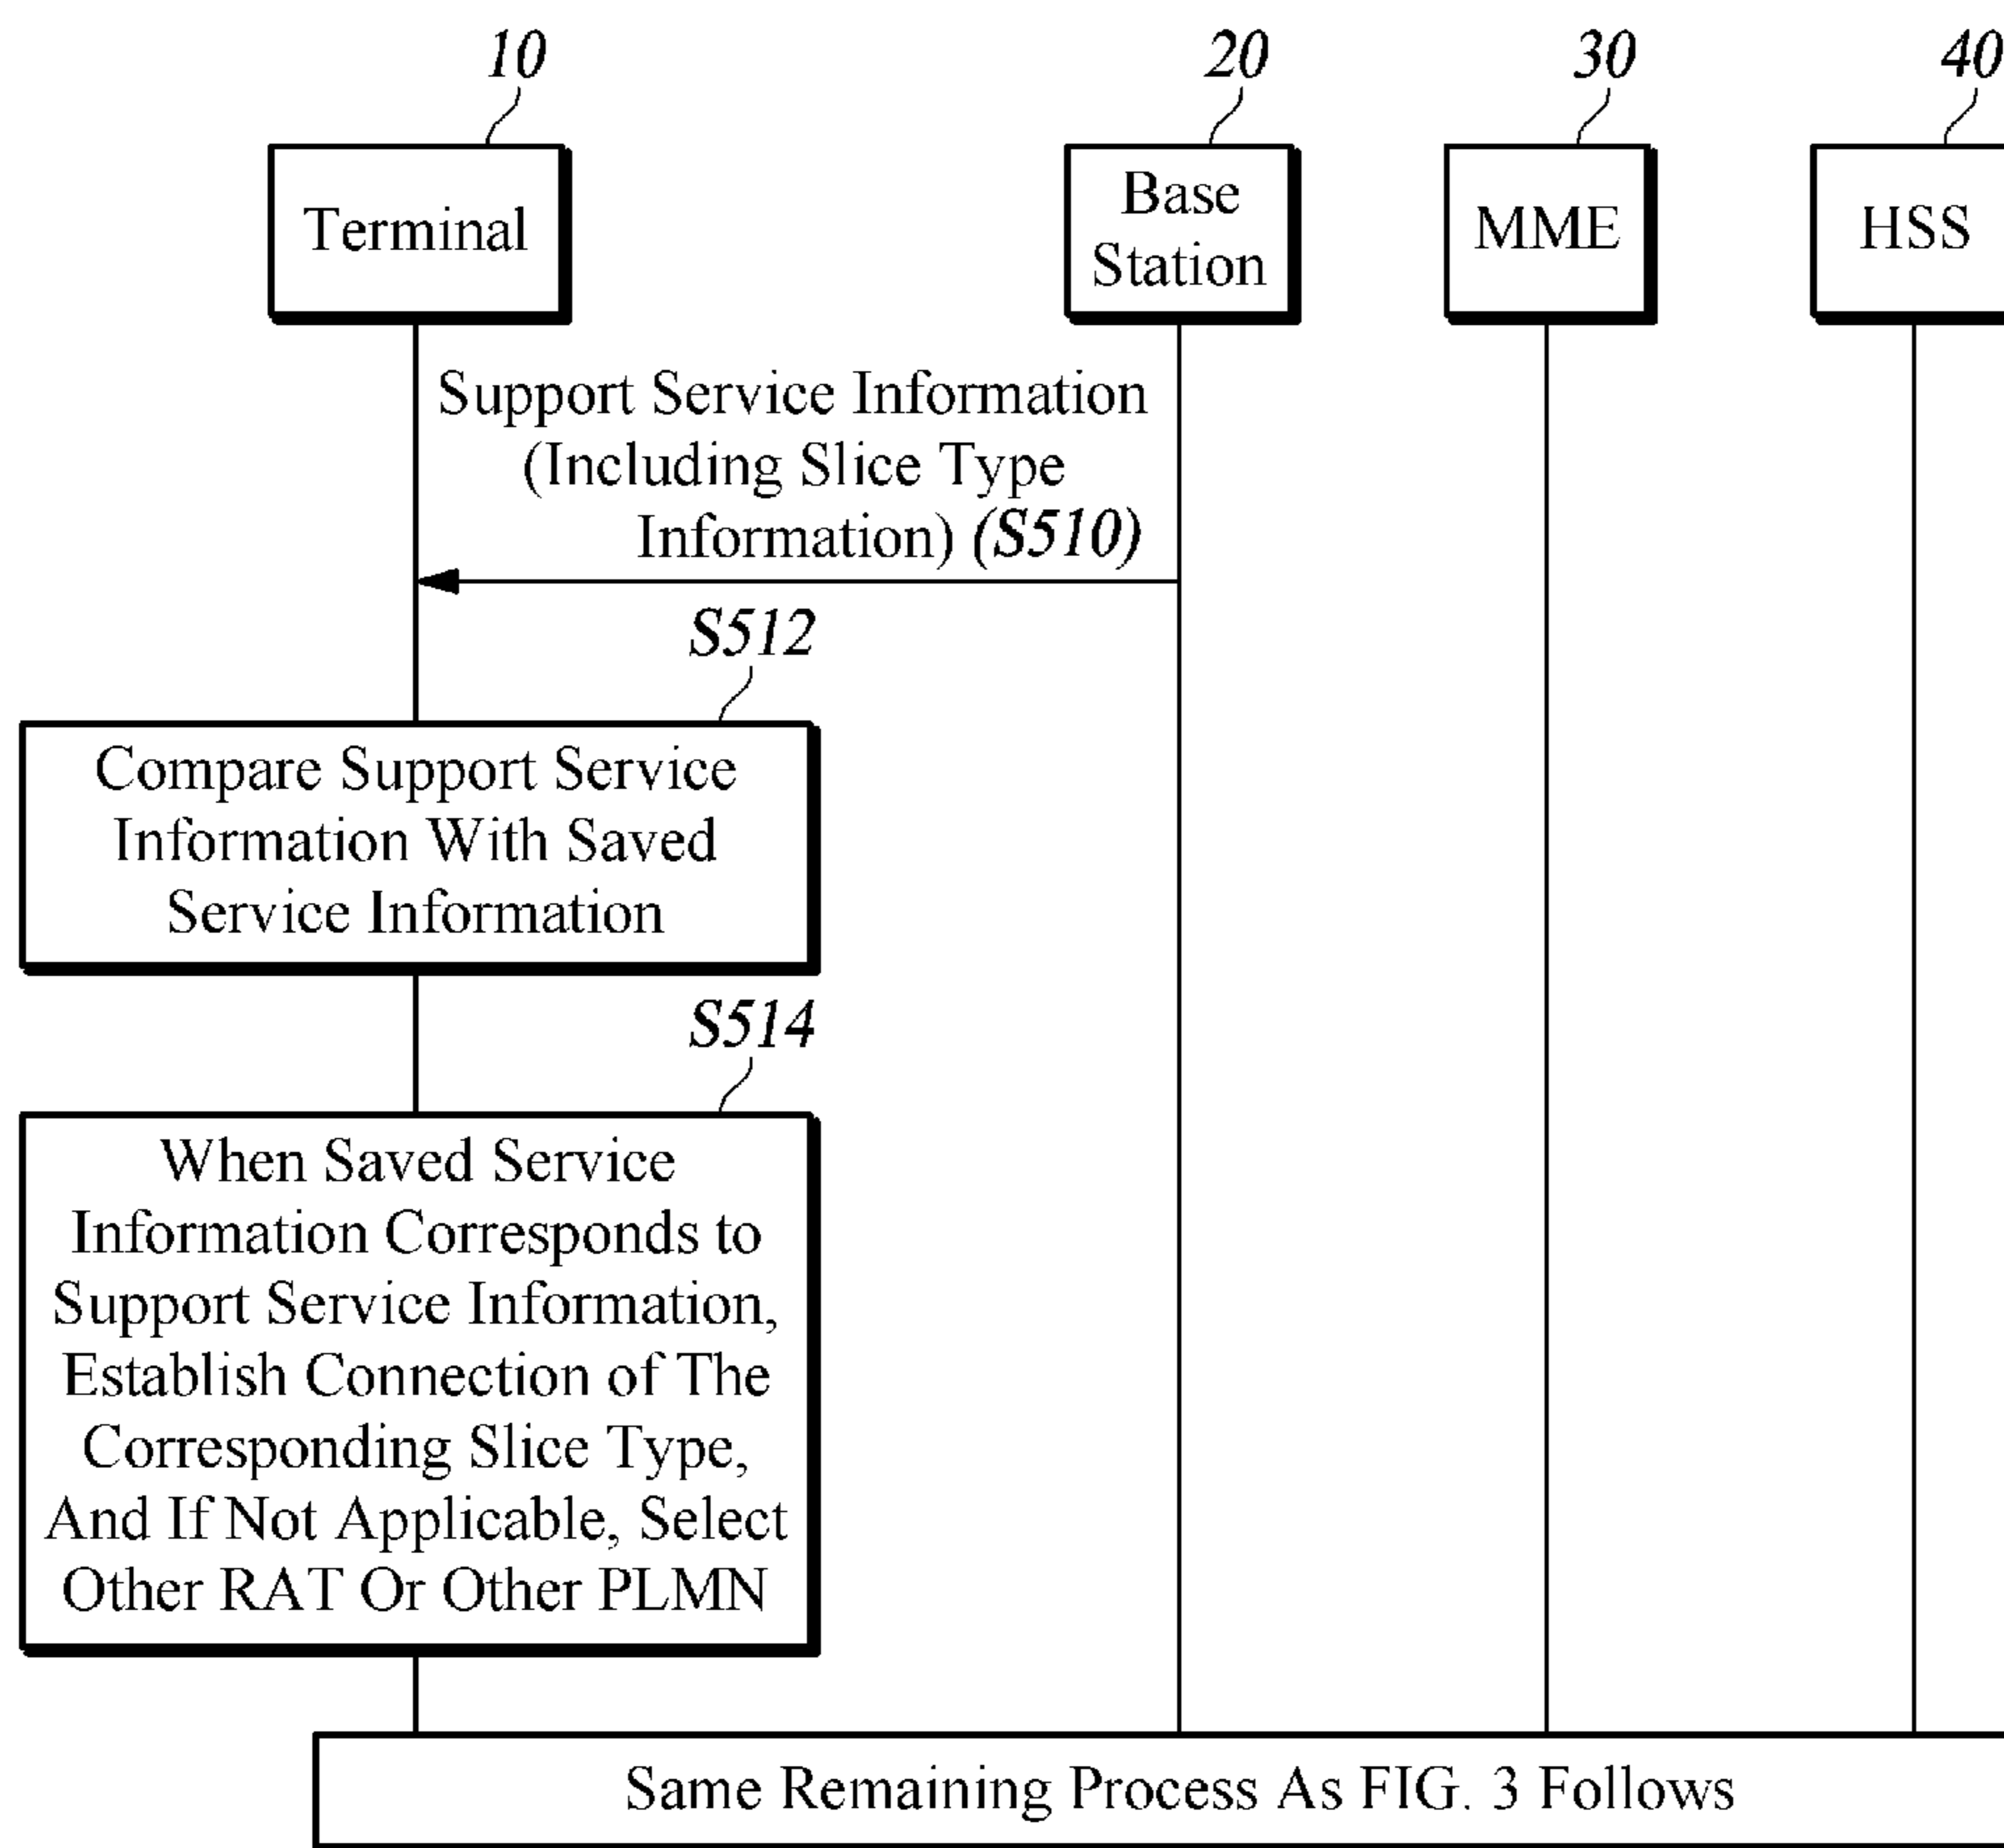 10
20
30
40
Terminal
Base
Station
MME
HSS
Support Service Information
(Including Slice Type
Information) (S510)
S512
Compare Support Service
Information With Saved
Service Information
S514
When Saved Service
Information Corresponds to
Support Service Information,
Establish Connection of The
Corresponding Slice Type,
And If Not Applicable, Select
Other RAT Or Other PLMN
Same Remaining Process As FIG. 3 Follows